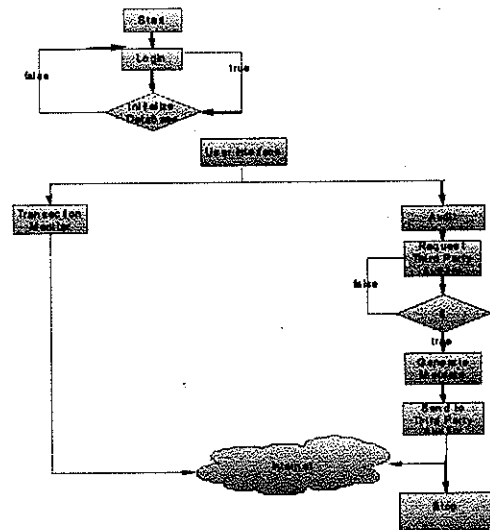 Start
Login
false
true
Initialize
Database
User Interface
Transection
Monitor
Audit
Request
Third Party
false
true
Generate
Send to
Third Party
Internet
Stop